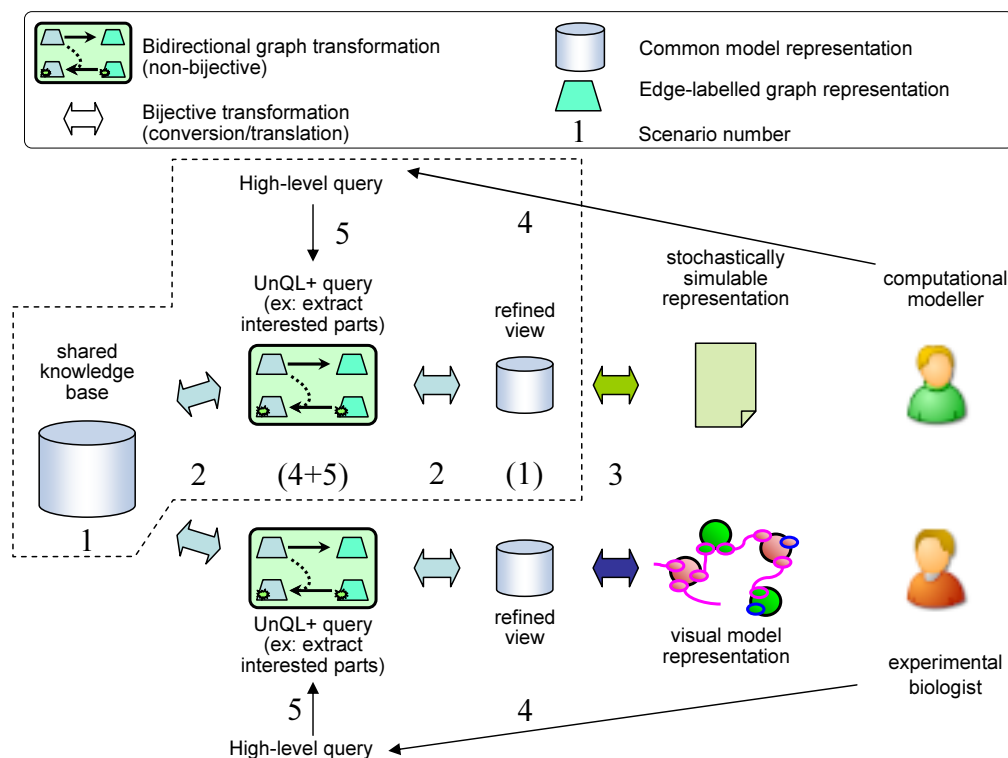 Bidirectional graph transformation
(non-bijective)
Bijective transformation
(conversion/translation)
Common model representation
Edge-labelled graph representation
1
Scenario number
High-level query
4
5
stochastically
simulable
representation
computational
modeller
UnQL+ query
(ex: extract
interested parts)
refined
view
shared
knowledge
base
2
(4+5)
2
(1)
3
1
UnQL+ query
(ex: extract
interested parts)
refined
view
visual model
representation
experimental
biologist
5
4
High-level query